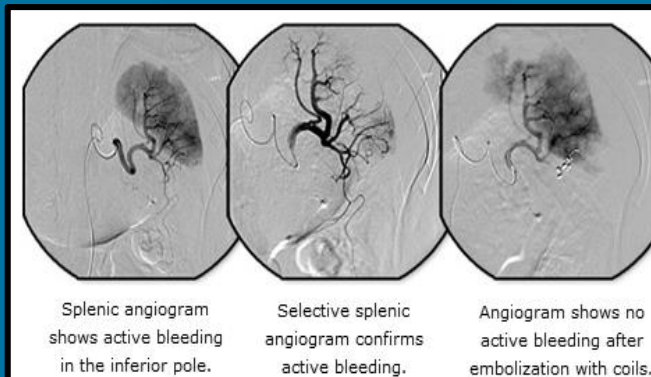 Splenic angiogram
shows active bleeding
in the inferior pole.
Selective splenic
angiogram confirms
active bleeding.
Angiogram shows no
active bleeding after
embolization with coils.